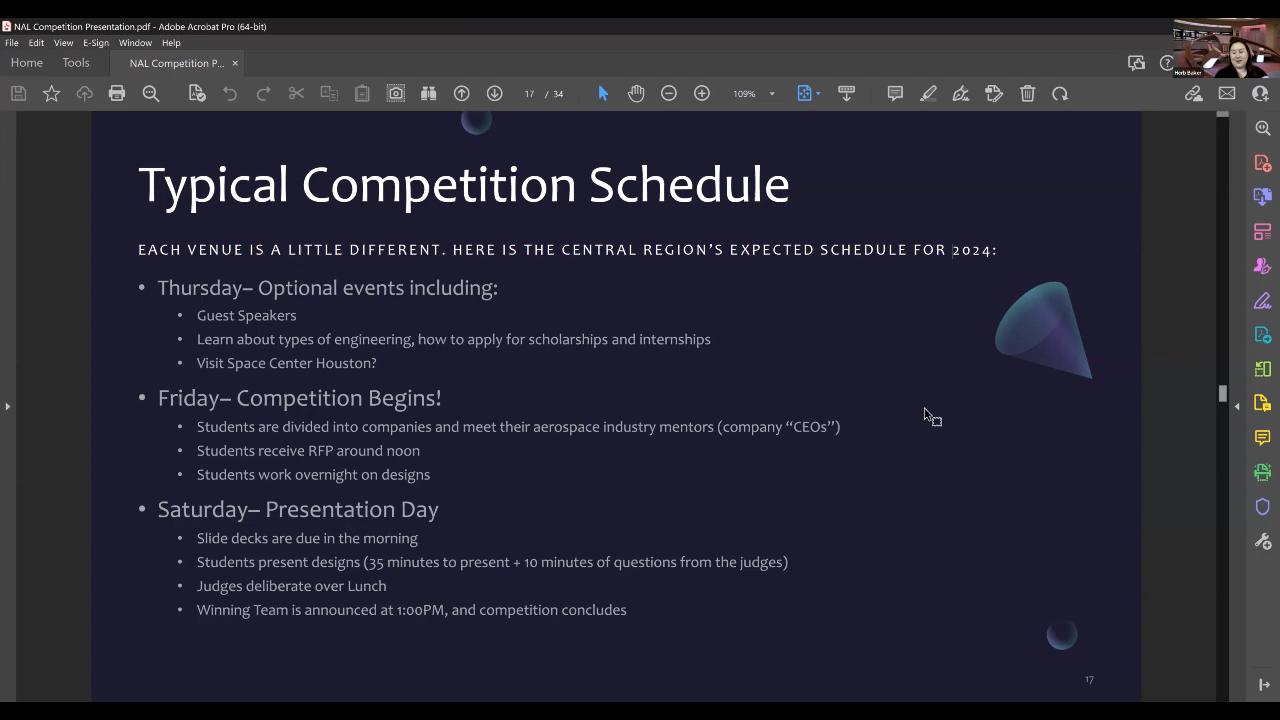 NAL Competition Presentation.pdf - Adobe Acrobat Pro (64-bit)
File Edit View E-Sign Window Help
Home Tools NAL Competition P... ×
17 / 34 109%
Herb Baker
Typical Competition Schedule
EACH VENUE IS A LITTLE DIFFERENT. HERE IS THE CENTRAL REGION’S EXPECTED SCHEDULE FOR 2024:
• Thursday– Optional events including:
• Guest Speakers
• Learn about types of engineering, how to apply for scholarships and internships
• Visit Space Center Houston?
• Friday– Competition Begins!
• Students are divided into companies and meet their aerospace industry mentors (company “CEOs”)
• Students receive RFP around noon
• Students work overnight on designs
• Saturday– Presentation Day
• Slide decks are due in the morning
• Students present designs (35 minutes to present + 10 minutes of questions from the judges)
• Judges deliberate over Lunch
• Winning Team is announced at 1:00PM, and competition concludes
17